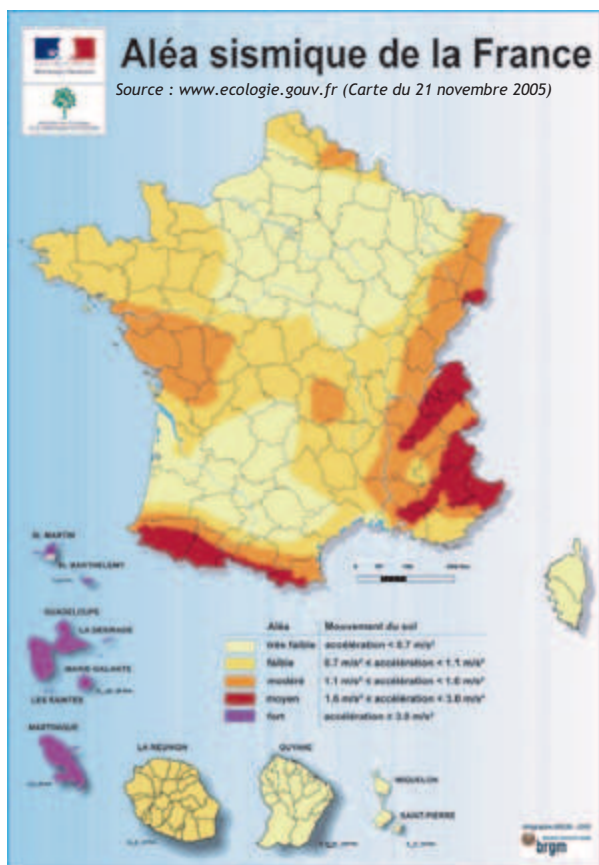 Aléa sismique de la France
Source : www.ecologie.gouv.fr (Carte du 21 novembre 2005)
St. MARTIN
St. BARTHELEMY
GUADELOUPE
LA DESIRADE
MARIE-GALANTE
LES SAINTES
MARTINIQUE
Aléa Mouvement du sol
très faible accélération < 0.7 m/s²
faible 0.7 m/s² ≤ accélération < 1.1 m/s²
modéré 1.1 m/s² ≤ accélération < 1.6 m/s²
moyen 1.6 m/s² ≤ accélération < 3.0 m/s²
fort accélération ≥ 3.0 m/s²
LA REUNION
GUYANE
MIQUELON
SAINT-PIERRE
brgm